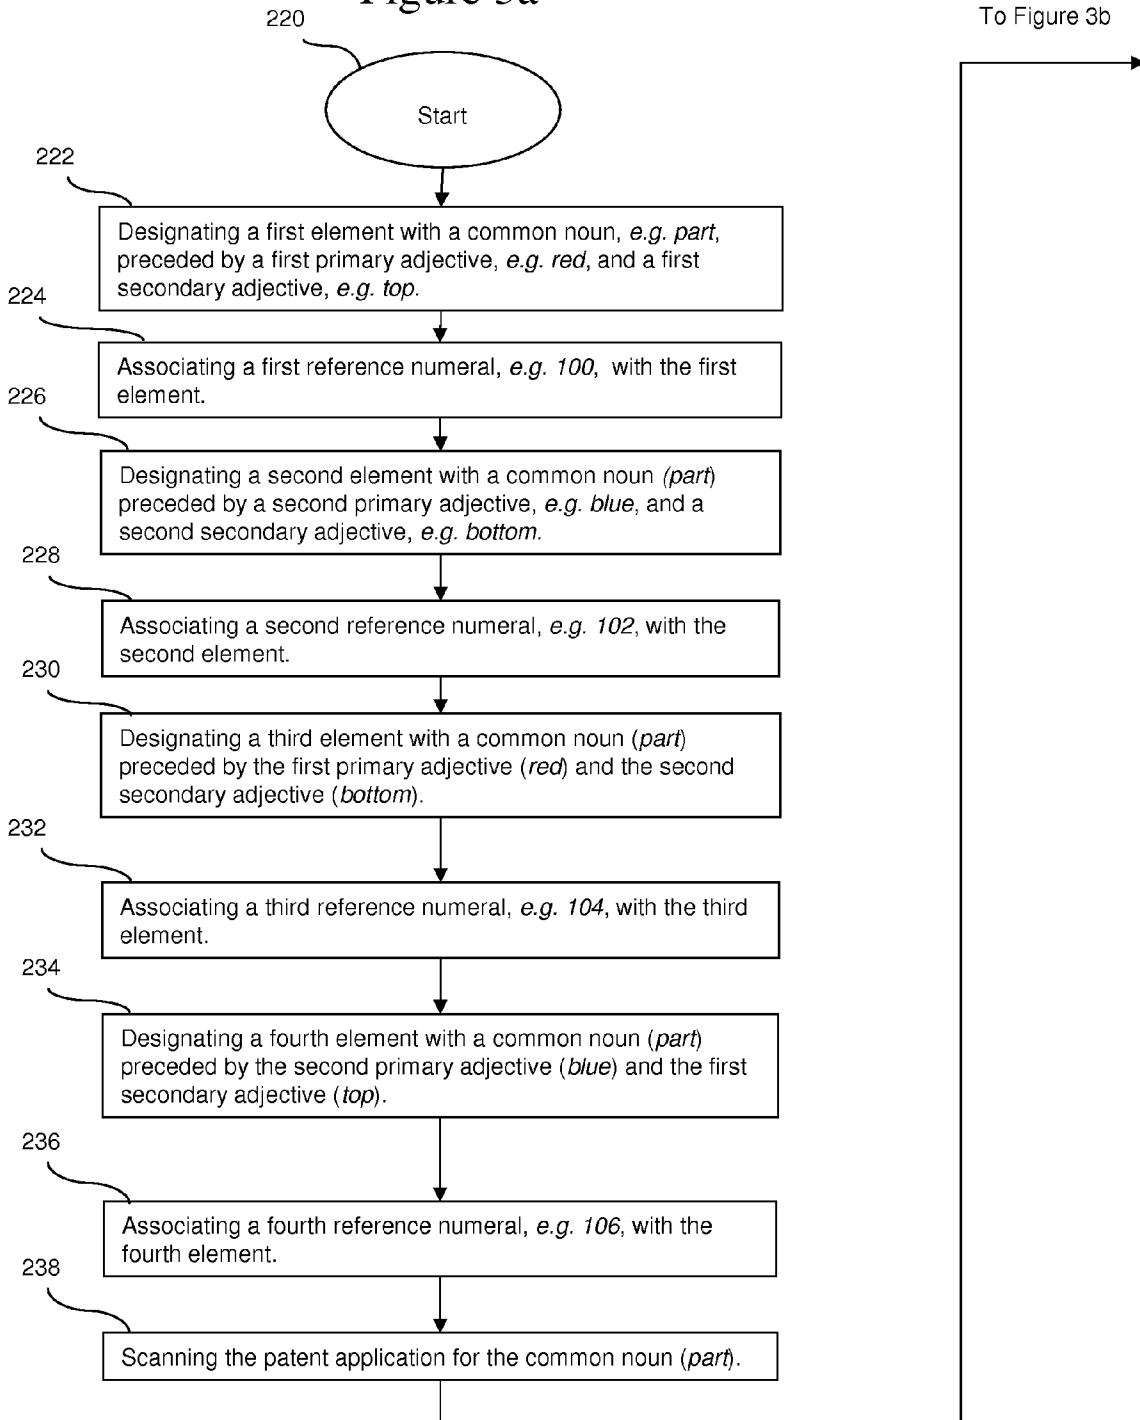 Figure 3a
To Figure 3b
220
Start
222
Designating a first element with a common noun, e.g. part,
preceded by a first primary adjective, e.g. red, and a first
secondary adjective, e.g. top.
224
Associating a first reference numeral, e.g. 100, with the first
element.
226
Designating a second element with a common noun (part)
preceded by a second primary adjective, e.g. blue, and a
second secondary adjective, e.g. bottom.
228
Associating a second reference numeral, e.g. 102, with the
second element.
230
Designating a third element with a common noun (part)
preceded by the first primary adjective (red) and the second
secondary adjective (bottom).
232
Associating a third reference numeral, e.g. 104, with the third
element.
234
Designating a fourth element with a common noun (part)
preceded by the second primary adjective (blue) and the first
secondary adjective (top).
236
Associating a fourth reference numeral, e.g. 106, with the
fourth element.
238
Scanning the patent application for the common noun (part).